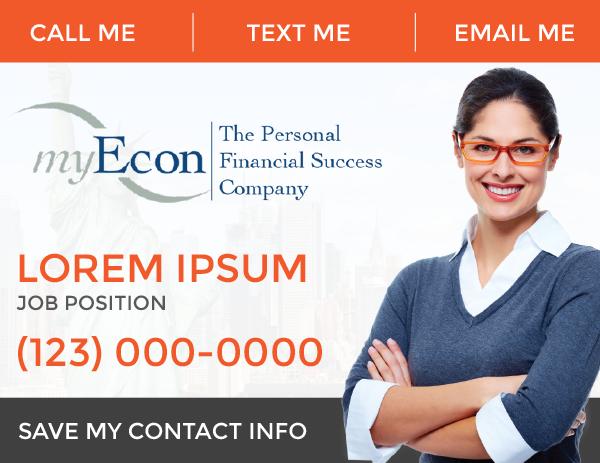 CALL ME
TEXT ME
EMAIL ME
myEcon
The Personal
Financial Success
Company
LOREM IPSUM
JOB POSITION
(123) 000-0000
SAVE MY CONTACT INFO